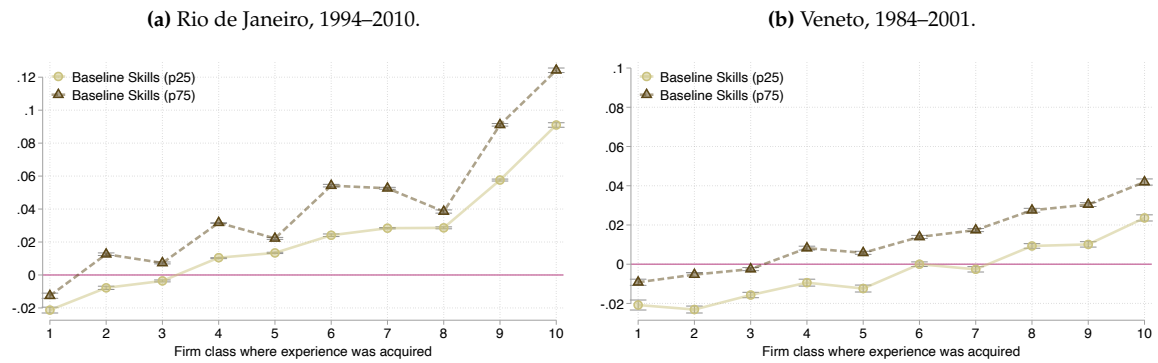 (a) Rio de Janeiro, 1994–2010.
Baseline Skills (p25)
Baseline Skills (p75)
.12
.1
.08
.06
.04
.02
0
-.02
1 2 3 4 5 6 7 8 9 10
Firm class where experience was acquired
(b) Veneto, 1984–2001.
Baseline Skills (p25)
Baseline Skills (p75)
.1
.08
.06
.04
.02
0
-.02
1 2 3 4 5 6 7 8 9 10
Firm class where experience was acquired